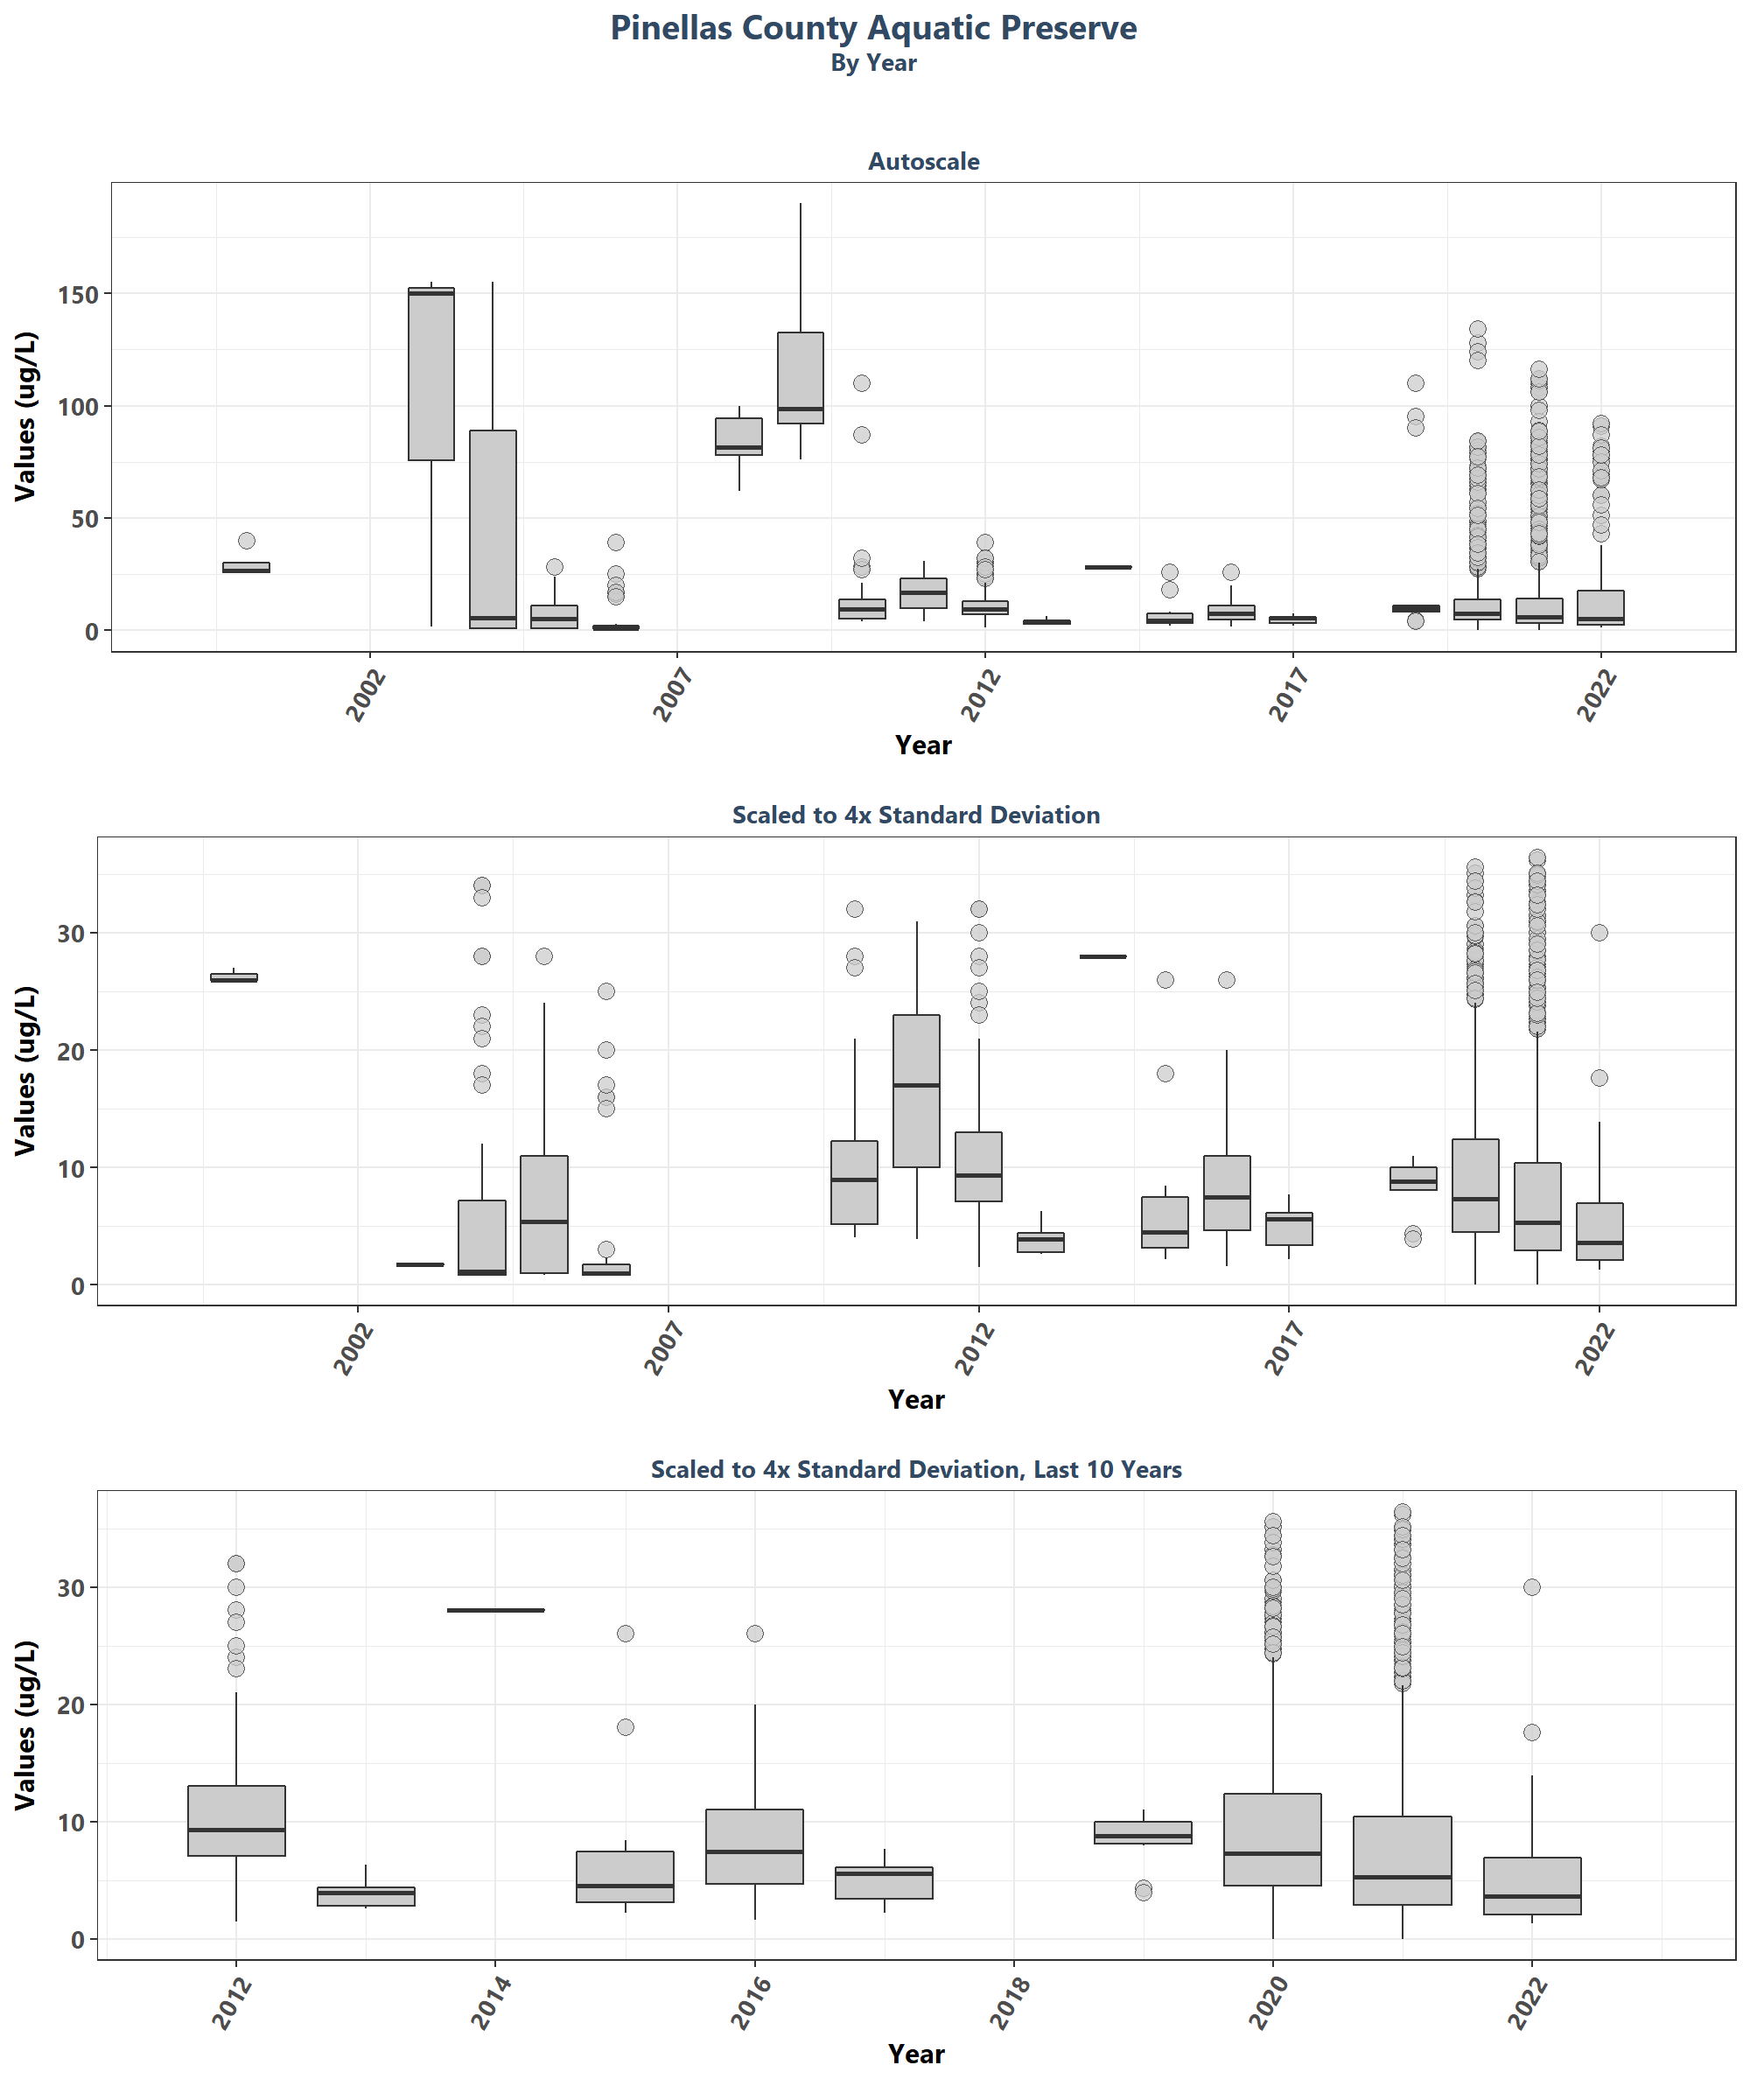 Pinellas County Aquatic Preserve
By Year
Autoscale
Values (ug/L)
150
100
50
0
2002
2007
2012
2017
2022
Year
Scaled to 4x Standard Deviation
Values (ug/L)
30
20
10
0
2002
2007
2012
2017
2022
Year
Scaled to 4x Standard Deviation, Last 10 Years
Values (ug/L)
30
20
10
0
2012
2014
2016
2018
2020
2022
Year